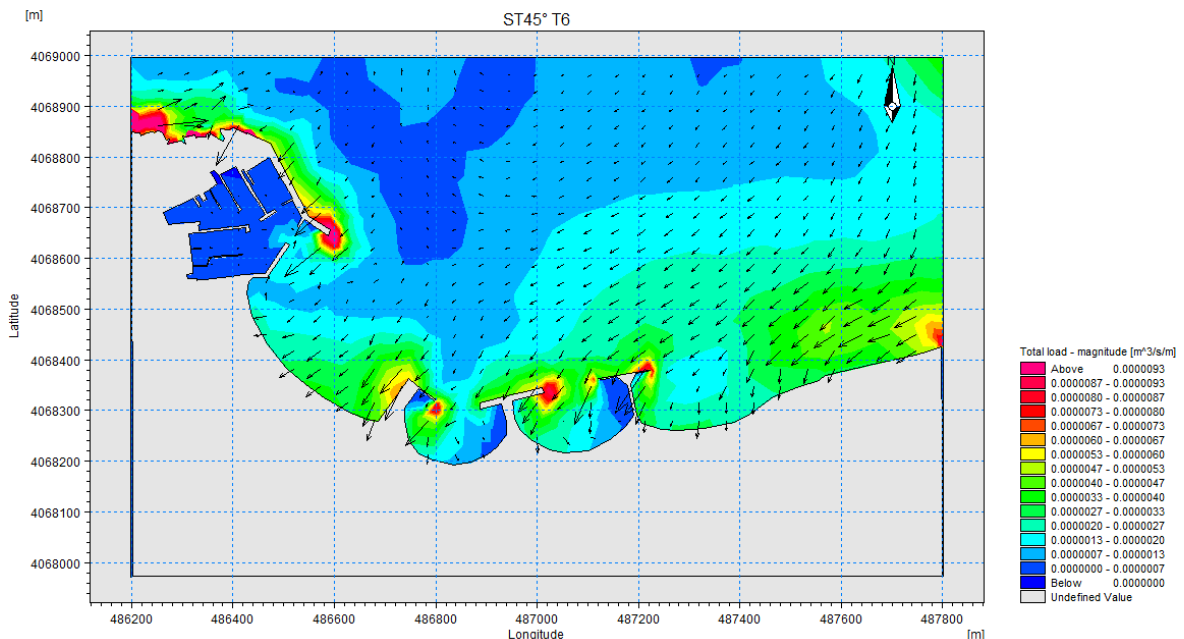 [m]
ST45° T6
4069000
4068900
4068800
4068700
4068600
4068500
4068400
4068300
4068200
4068100
4068000
Latitude
N
486200 486400 486600 486800 487000 487200 487400 487600 487800
Longitude
[m]
Total load - magnitude [m^3/s/m]
Above 0.0000093
0.0000087 - 0.0000093
0.0000080 - 0.0000087
0.0000073 - 0.0000080
0.0000067 - 0.0000073
0.0000060 - 0.0000067
0.0000053 - 0.0000060
0.0000047 - 0.0000053
0.0000040 - 0.0000047
0.0000033 - 0.0000040
0.0000027 - 0.0000033
0.0000020 - 0.0000027
0.0000013 - 0.0000020
0.0000007 - 0.0000013
0.0000000 - 0.0000007
Below 0.0000000
Undefined Value